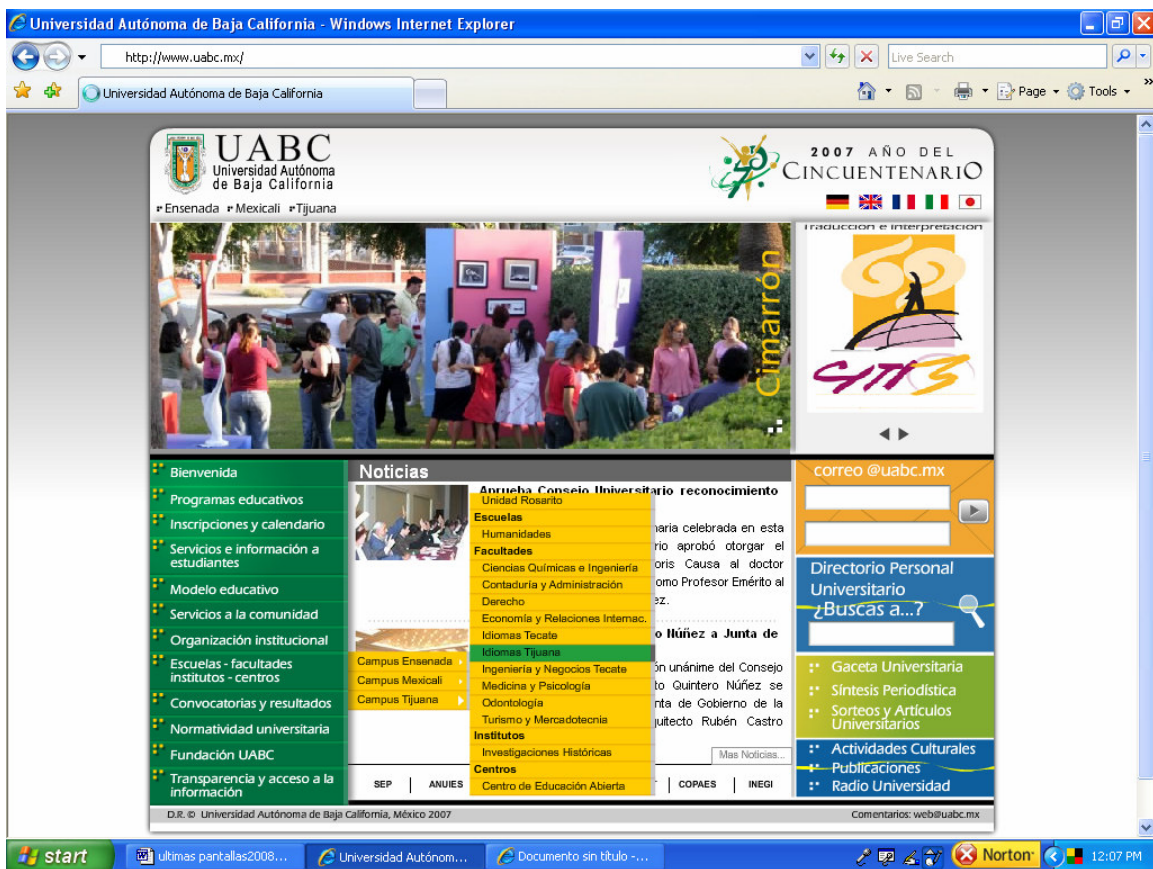 Universidad Autónoma de Baja California - Windows Internet Explorer
http://www.uabc.mx/
Live Search
Universidad Autónoma de Baja Califor
Page
Tools
UABC
Universidad Autónoma
de Baja California
Ensenada Mexicali Tijuana
2007 AÑO DEL
CINCUENTENARIO
Cimarrón
Traducción e Interpretación
Bienvenida
Programas educativos
Inscripciones y calendario
Servicios e información a
estudiantes
Modelo educativo
Servicios a la comunidad
Organización institucional
Escuelas - facultades
institutos - centros
Convocatorias y resultados
Normatividad universitaria
Fundación UABC
Transparencia y acceso a la
información
Noticias
Aprueba Consejo Universitario reconocimiento
naria celebrada en esta
rio aprobó otorgar el
oris Causa al doctor
omo Profesor Emérito al
ez.
o Núñez a Junta de
ón unánime del Consejo
to Quintero Núñez se
nta de Gobierno de la
uitecto Rubén Castro
Mas Noticias...
Campus Ensenada
Campus Mexicali
Campus Tijuana
Unidad Rosarito
Escuelas
Humanidades
Facultades
Ciencias Químicas e Ingeniería
Contaduría y Administración
Derecho
Economía y Relaciones Internac.
Idiomas Tecate
Idiomas Tijuana
Ingeniería y Negocios Tecate
Medicina y Psicología
Odontología
Turismo y Mercadotecnia
Institutos
Investigaciones Históricas
Centros
Centro de Educación Abierta
SEP ANUIES COPAES INEGI
correo @uabc.mx
Directorio Personal
Universitario
¿Buscas a...?
Gaceta Universitaria
Síntesis Periodística
Sorteos y Artículos
Universitarios
Actividades Culturales
Publicaciones
Radio Universidad
D.R. © Universidad Autónoma de Baja California, México 2007
Comentarios: web@uabc.mx
start
ultimas pantallas2008...
Universidad Autónom...
Documento sin título -...
Norton
12:07 PM